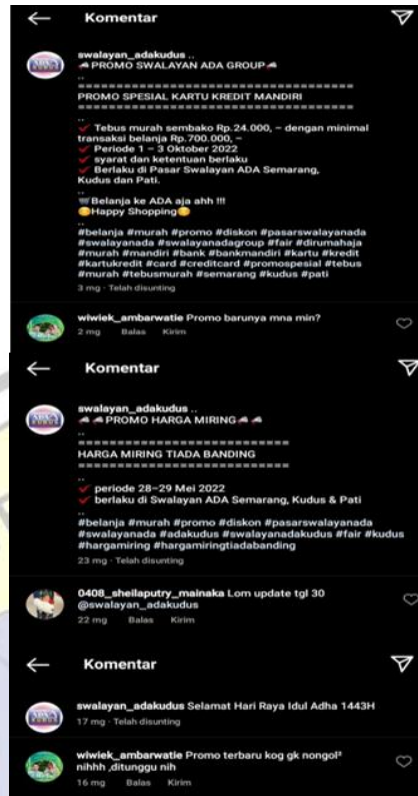 Komentar
swalayan_adakudus ..
PROMO SWALAYAN ADA GROUP
..
====================================
PROMO SPESIAL KARTU KREDIT MANDIRI
====================================
..
✔ Tebus murah sembako Rp.24.000, – dengan minimal
transaksi belanja Rp.700.000, –
✔ Periode 1 – 3 Oktober 2022
✔ syarat dan ketentuan berlaku
✔ Berlaku di Pasar Swalayan ADA Semarang,
Kudus dan Pati.
..
Belanja ke ADA aja ahh !!!
Happy Shopping
..
#belanja #murah #promo #diskon #pasarswalayanada
#swalayanada #swalayanadagroup #fair #dirumahaja
#murah #mandiri #bank #bankmandiri #kartu #kredit
#kartukredit #card #creditcard #promospesial #tebus
#murah #tebusmurah #semarang #kudus #pati
3 mg · Telah disunting
wiwiek_ambarwatie Promo barunya mna min?
2 mg Balas Kirim
Komentar
swalayan_adakudus ..
PROMO HARGA MIRING
..
============================
HARGA MIRING TIADA BANDING
============================
..
✔ periode 28–29 Mei 2022
✔ berlaku di Swalayan ADA Semarang, Kudus & Pati
..
#belanja #murah #promo #diskon #pasarswalayanada
#swalayanada #adakudus #swalayanadakudus #fair #kudus
#hargamiring #hargamiringtiadabanding
23 mg · Telah disunting
0408_sheilaputry_mainaka Lom update tgl 30
@swalayan_adakudus
22 mg Balas Kirim
Komentar
swalayan_adakudus Selamat Hari Raya Idul Adha 1443H
17 mg · Telah disunting
wiwiek_ambarwatie Promo terbaru kog gk nongol²
nihhh ,ditunggu nih
16 mg Balas Kirim